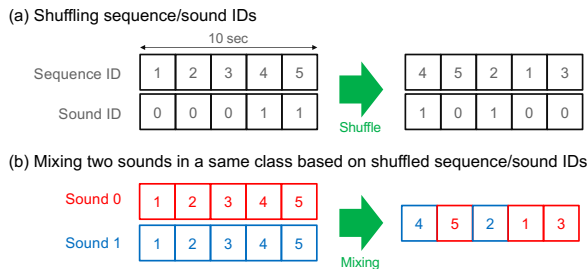 (a) Shuffling sequence/sound IDs
10 sec
Sequence ID 1 2 3 4 5 4 5 2 1 3
Sound ID 0 0 0 1 1 1 0 1 0 0
Shuffle
(b) Mixing two sounds in a same class based on shuffled sequence/sound IDs
Sound 0 1 2 3 4 5
4 5 2 1 3
Sound 1 1 2 3 4 5
Mixing